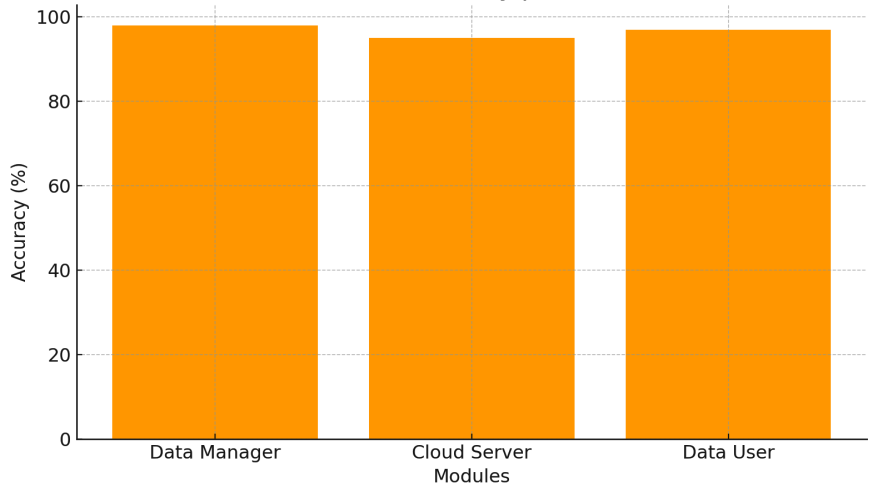 100
80
60
40
20
0
Accuracy (%)
Data Manager
Cloud Server
Data User
Modules